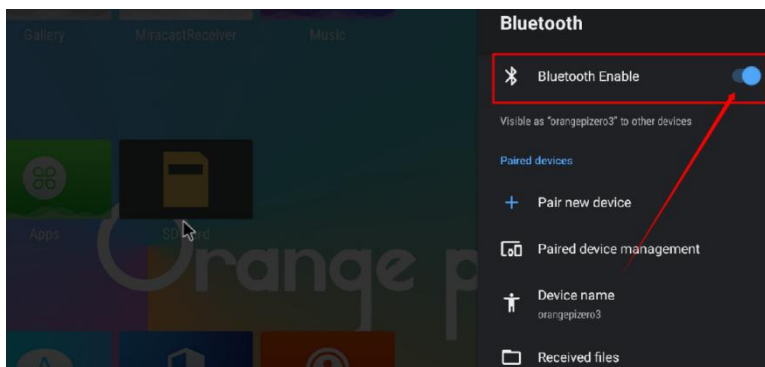 Gallery
MiracastReceiver
Music
Apps
SD Card
Orange p
Bluetooth
Bluetooth Enable
Visible as "orangepizero3" to other devices
Paired devices
Pair new device
Paired device management
Device name
orangepizero3
Received files